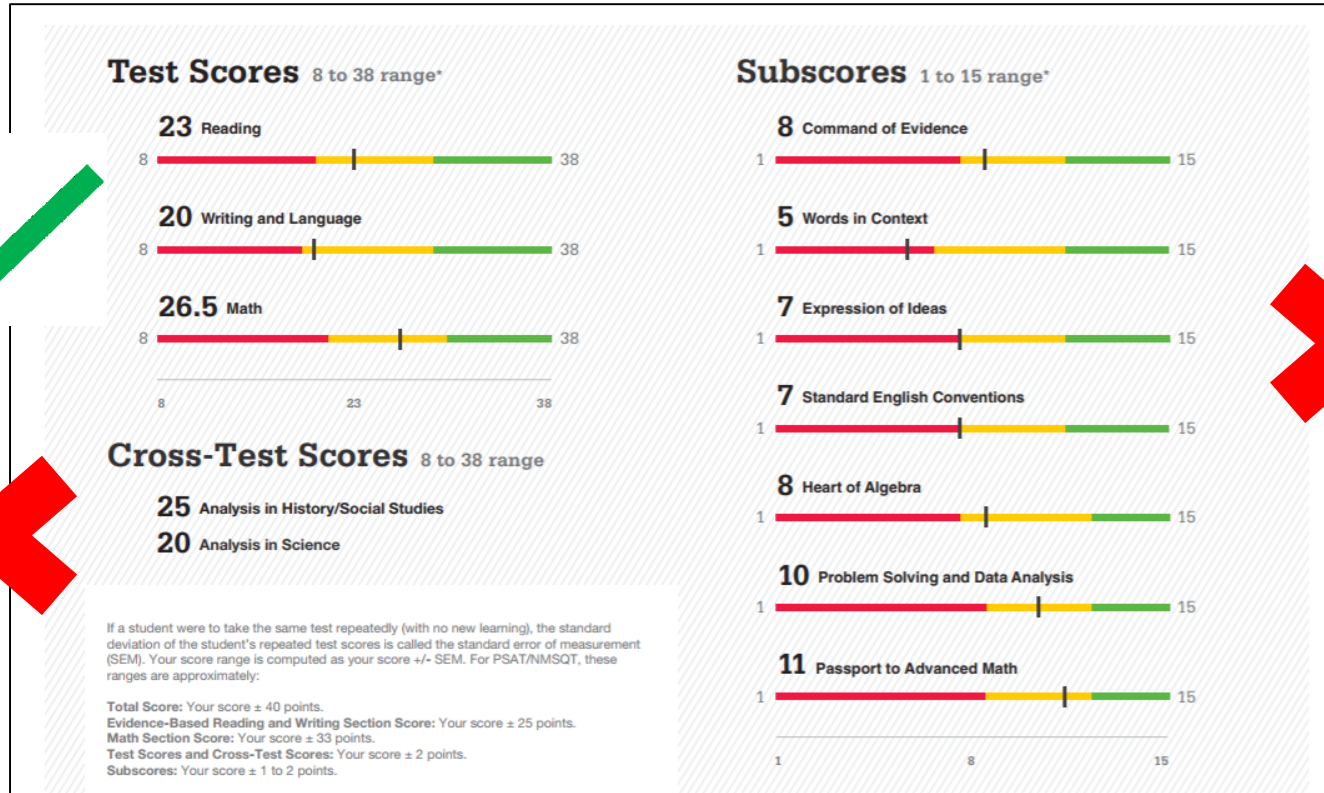 Test Scores 8 to 38 range*
23 Reading
8 38
20 Writing and Language
8 38
26.5 Math
8 38
8 23 38
Cross-Test Scores 8 to 38 range
25 Analysis in History/Social Studies
20 Analysis in Science
If a student were to take the same test repeatedly (with no new learning), the standard
deviation of the student's repeated test scores is called the standard error of measurement
(SEM). Your score range is computed as your score +/- SEM. For PSAT/NMSQT, these
ranges are approximately:
Total Score: Your score ± 40 points.
Evidence-Based Reading and Writing Section Score: Your score ± 25 points.
Math Section Score: Your score ± 33 points.
Test Scores and Cross-Test Scores: Your score ± 2 points.
Subscores: Your score ± 1 to 2 points.
Subscores 1 to 15 range*
8 Command of Evidence
1 15
5 Words in Context
1 15
7 Expression of Ideas
1 15
7 Standard English Conventions
1 15
8 Heart of Algebra
1 15
10 Problem Solving and Data Analysis
1 15
11 Passport to Advanced Math
1 15
1 8 15